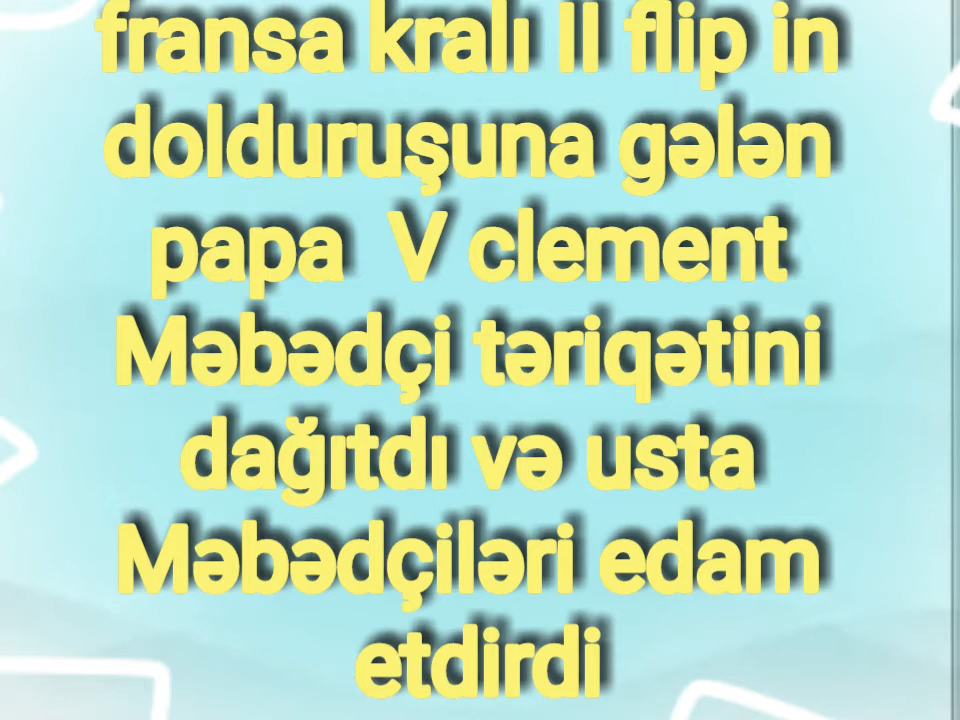 fransa kralı II flip in
dolduruşuna gələn
papa V clement
Məbədçi təriqətini
dağıtdı və usta
Məbədçiləri edam
etdirdi